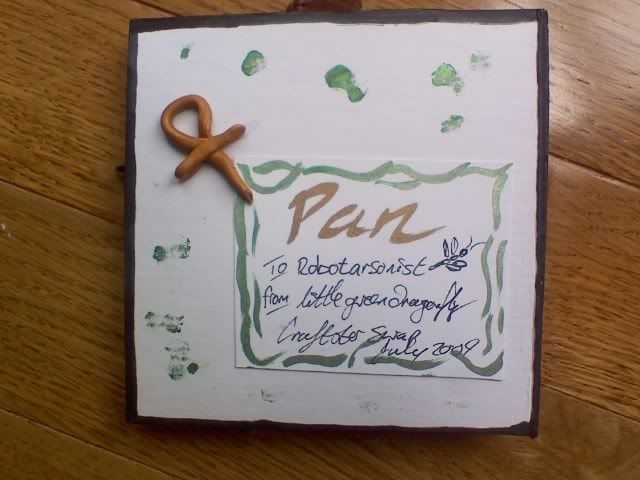 Pan
To Robotarsonist
from littlegreendragonfly
Craftster Swap
July 2009